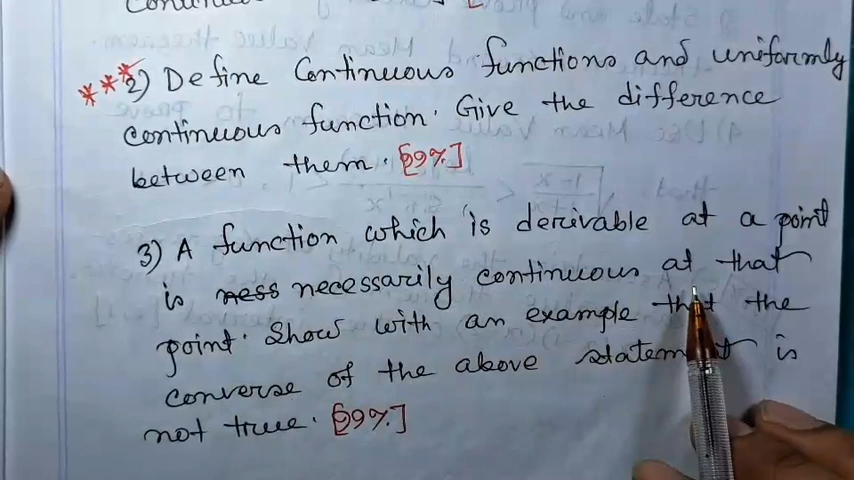 ***2) Define Continuous functions and uniformly
continuous function. Give the difference
between them. [99%]
3) A function which is derivable at a point
is ness necessarily continuous at that
point. Show with an example that the
converse of the above statement is
not true. [99%]